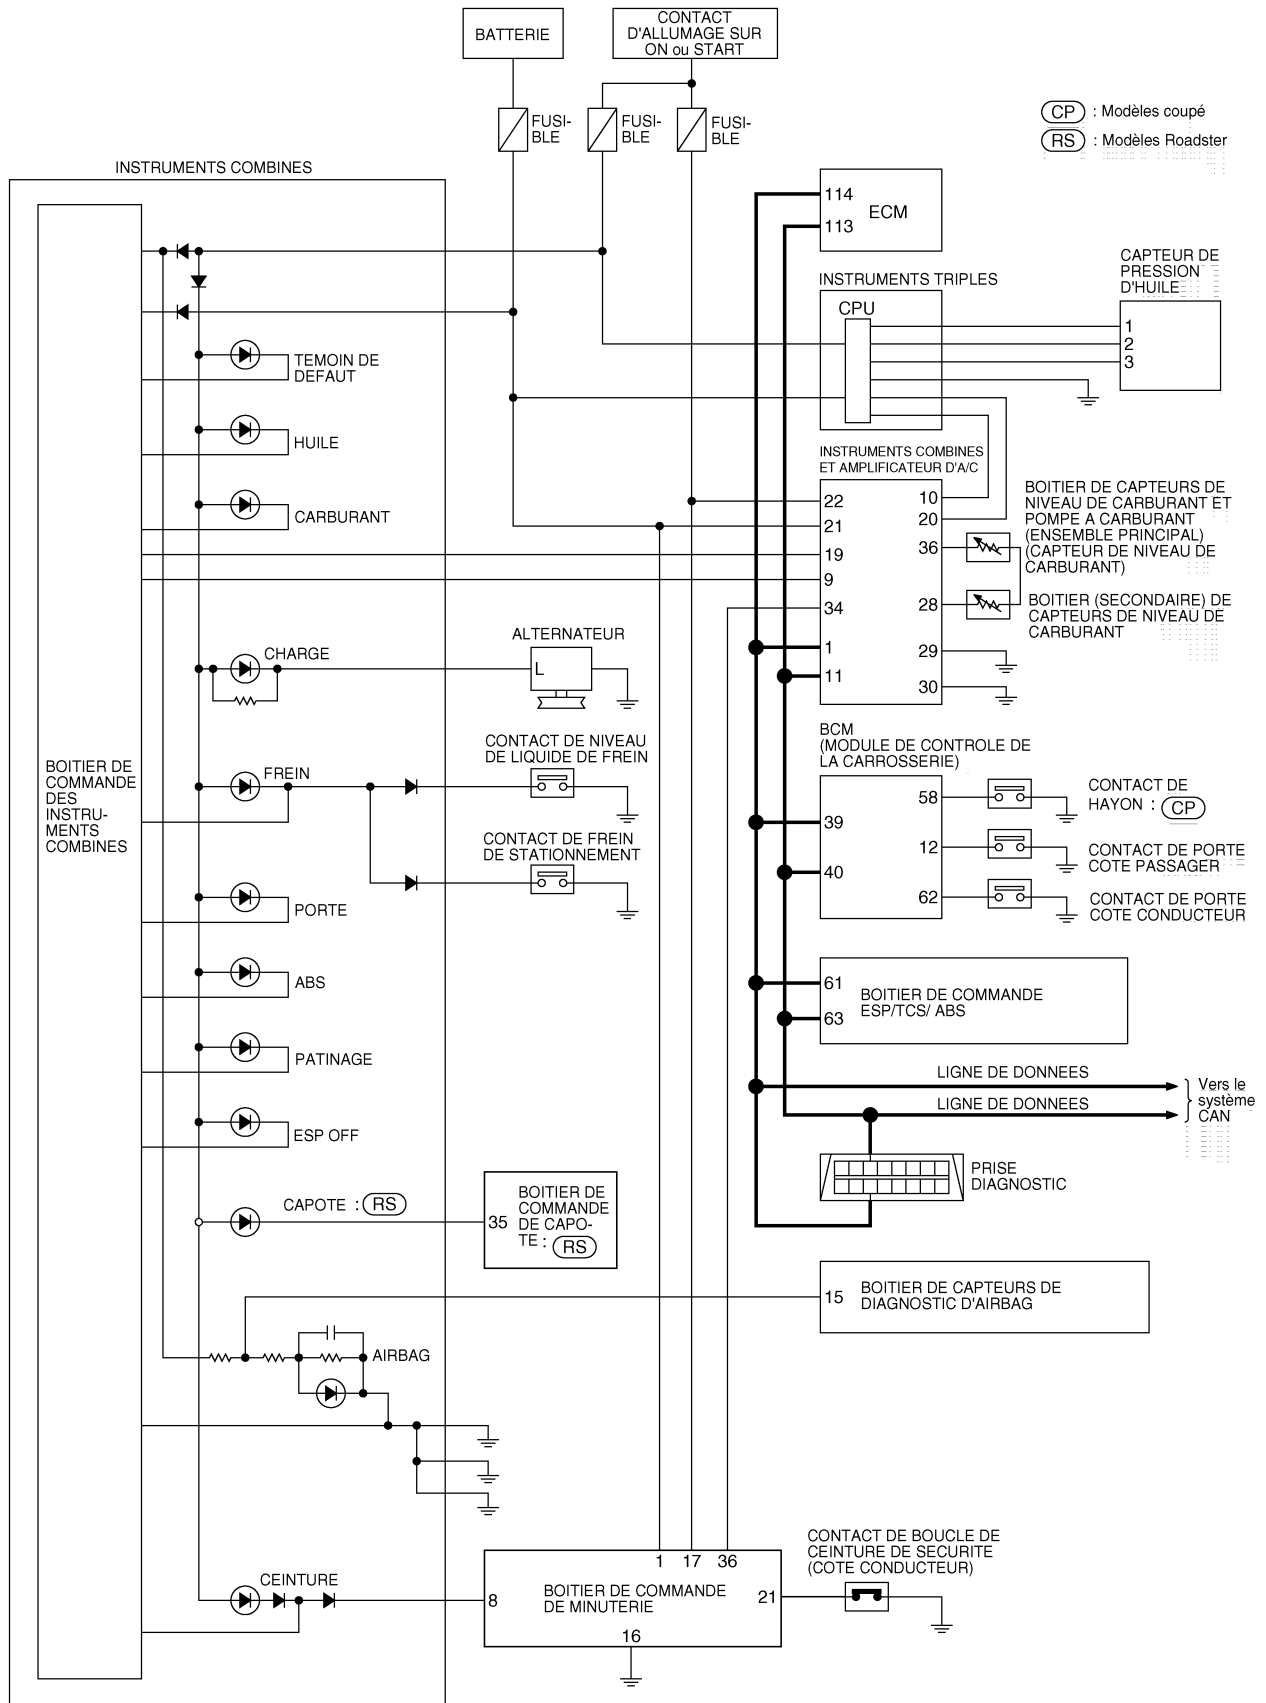 BATTERIE
CONTACT
D'ALLUMAGE SUR
ON ou START
FUSI-
BLE
FUSI-
BLE
FUSI-
BLE
CP : Modèles coupé
RS : Modèles Roadster
INSTRUMENTS COMBINES
114
ECM
113
CAPTEUR DE
PRESSION
D'HUILE
INSTRUMENTS TRIPLES
CPU
1
2
3
TEMOIN DE
DEFAUT
HUILE
CARBURANT
INSTRUMENTS COMBINES
ET AMPLIFICATEUR D'A/C
22
21
19
9
34
1
11
10
20
36
28
29
30
BOITIER DE CAPTEURS DE
NIVEAU DE CARBURANT ET
POMPE A CARBURANT
(ENSEMBLE PRINCIPAL)
(CAPTEUR DE NIVEAU DE
CARBURANT)
BOITIER (SECONDAIRE) DE
CAPTEURS DE NIVEAU DE
CARBURANT
CHARGE
ALTERNATEUR
L
BOITIER DE
COMMANDE
DES
INSTRU-
MENTS
COMBINES
FREIN
CONTACT DE NIVEAU
DE LIQUIDE DE FREIN
CONTACT DE FREIN
DE STATIONNEMENT
BCM
(MODULE DE CONTROLE DE
LA CARROSSERIE)
39
40
58
12
62
CONTACT DE
HAYON : CP
CONTACT DE PORTE
COTE PASSAGER
CONTACT DE PORTE
COTE CONDUCTEUR
PORTE
ABS
PATINAGE
ESP OFF
61
63
BOITIER DE COMMANDE
ESP/TCS/ ABS
LIGNE DE DONNEES
LIGNE DE DONNEES
Vers le
système
CAN
PRISE
DIAGNOSTIC
CAPOTE : RS
35
BOITIER DE
COMMANDE
DE CAPO-
TE : RS
15
BOITIER DE CAPTEURS DE
DIAGNOSTIC D'AIRBAG
AIRBAG
CEINTURE
1 17 36
8
BOITIER DE COMMANDE
DE MINUTERIE
21
16
CONTACT DE BOUCLE DE
CEINTURE DE SECURITE
(COTE CONDUCTEUR)